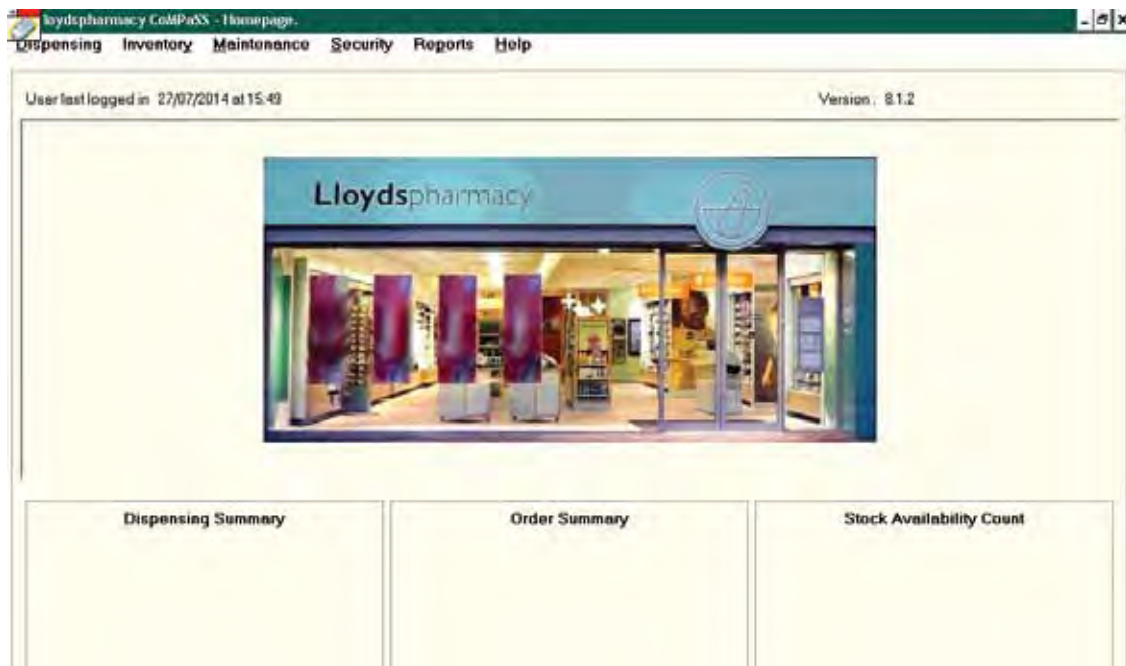 loydspharmacy CoMPaSS - Homepage.
Dispensing Inventory Maintenance Security Reports Help
User last logged in 27/07/2014 at 15:49 Version: 8.1.2
Lloydspharmacy
Dispensing Summary Order Summary Stock Availability Count